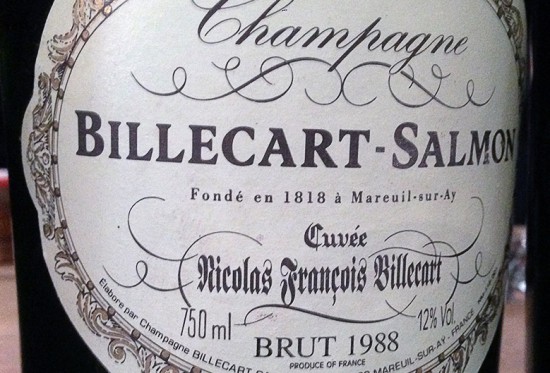 Champagne
BILLECART-SALMON
Fondé en 1818 à Mareuil-sur-Ay
Cuvée
Nicolas François Billecart
750 ml 12% Vol.
BRUT 1988
PRODUCE OF FRANCE
Elaboré par Champagne BILLECART MAREUIL-SUR-AY - FRANCE